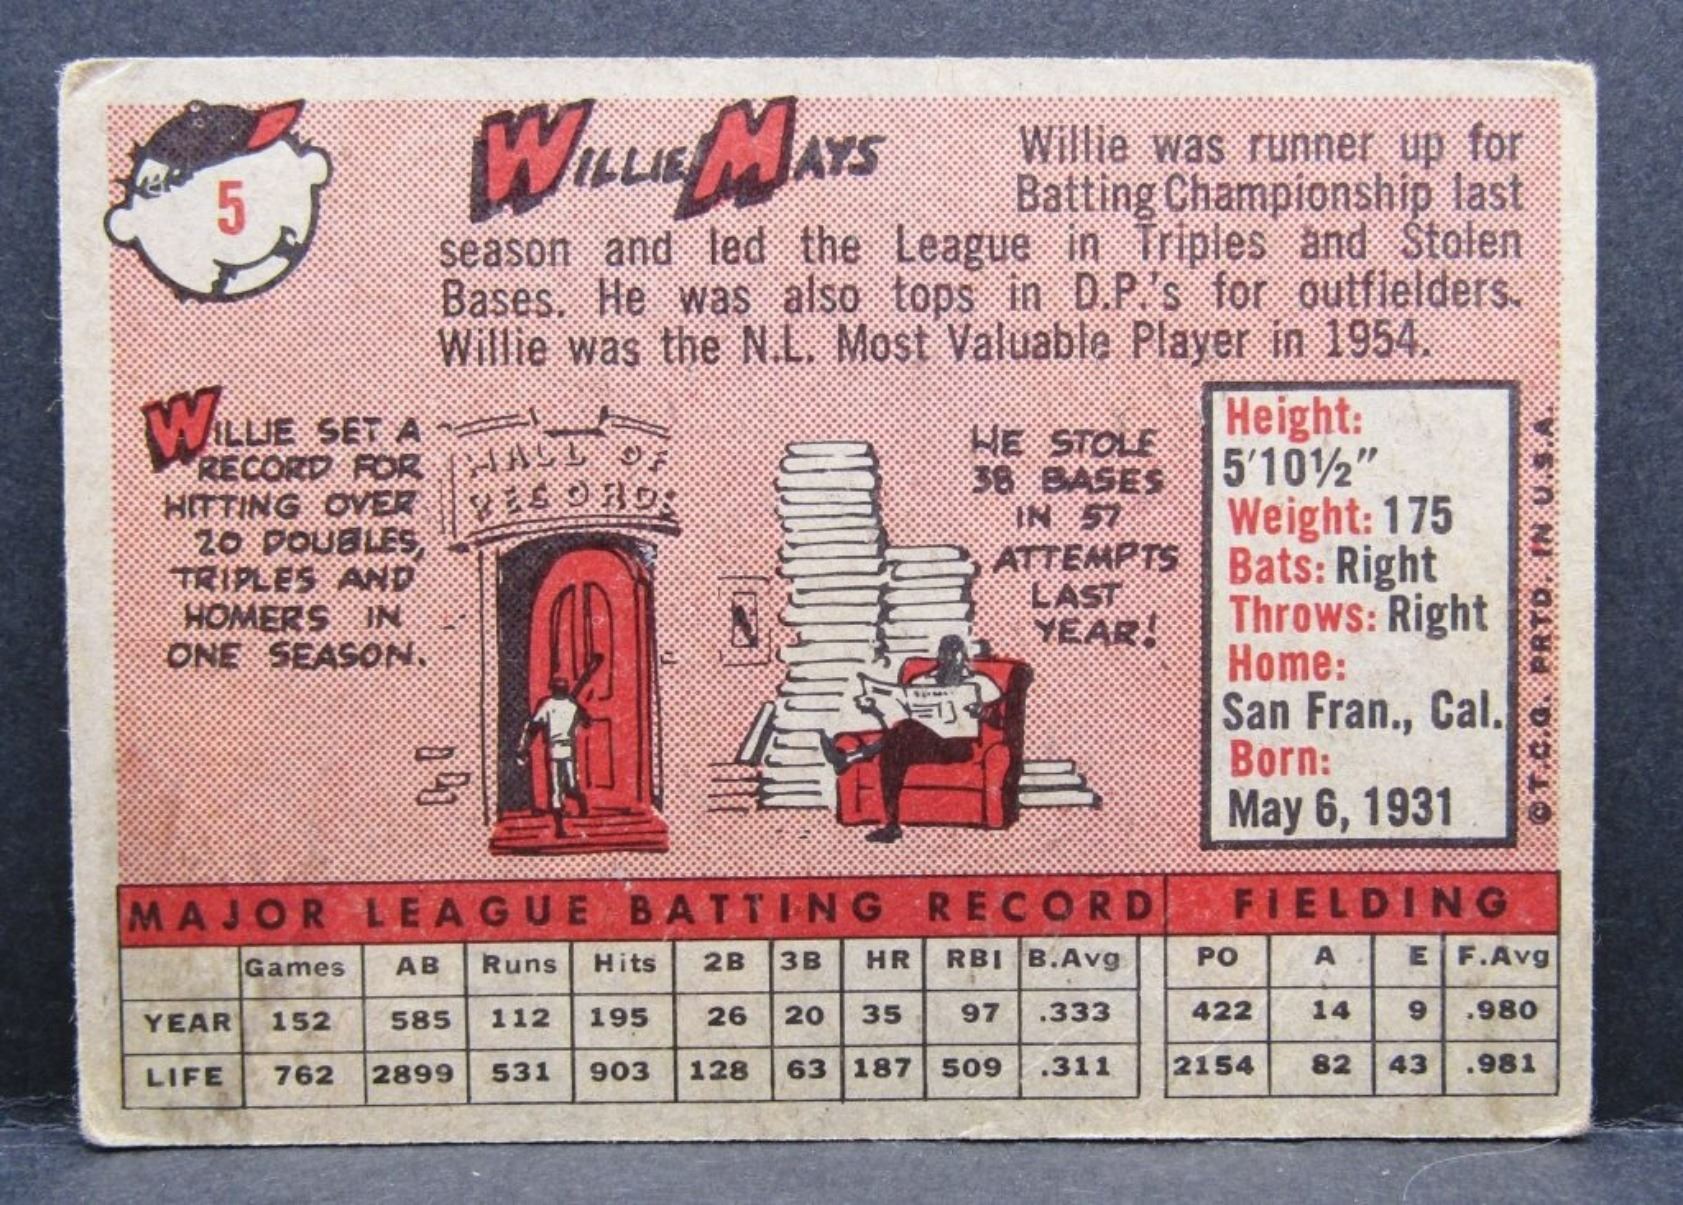 5
WILLIE MAYS
Willie was runner up for
Batting Championship last
season and led the League in Triples and Stolen
Bases. He was also tops in D.P.'s for outfielders.
Willie was the N.L. Most Valuable Player in 1954.
WILLIE SET A
RECORD FOR
HITTING OVER
20 DOUBLES,
TRIPLES AND
HOMERS IN
ONE SEASON.
HALL OF
RECORDS
HE STOLE
38 BASES
IN 57
ATTEMPTS
LAST
YEAR!
Height:
5'10½"
Weight: 175
Bats: Right
Throws: Right
Home:
San Fran., Cal.
Born:
May 6, 1931
©T.C.G. PRTD. IN U.S.A.
MAJOR LEAGUE BATTING RECORD FIELDING
Games AB Runs Hits 2B 3B HR RBI B.Avg PO A E F.Avg
YEAR 152 585 112 195 26 20 35 97 .333 422 14 9 .980
LIFE 762 2899 531 903 128 63 187 509 .311 2154 82 43 .981